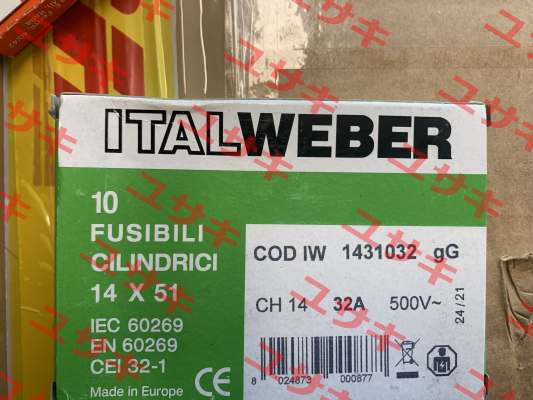 ITALWEBER
10
FUSIBILI
CILINDRICI
14 X 51
IEC 60269
EN 60269
CEI 32-1
Made in Europe
CE
COD IW 1431032 gG
CH 14 32A 500V~
24/21
8 024873 000877
ユサキ